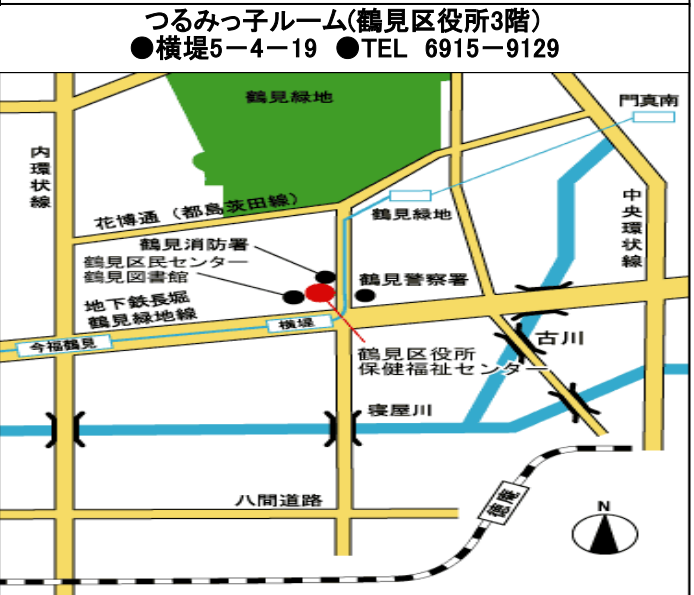 つるみっ子ルーム(鶴見区役所3階)
●横堤5－4－19 ●TEL 6915－9129
鶴見緑地
門真南
内環状線
中央環状線
花博通（都島茨田線）
鶴見緑地
鶴見消防署
鶴見区民センター
鶴見図書館
鶴見警察署
地下鉄長堀
鶴見緑地線
横堤
今福鶴見
古川
鶴見区役所
保健福祉センター
寝屋川
八間道路
徳庵
N